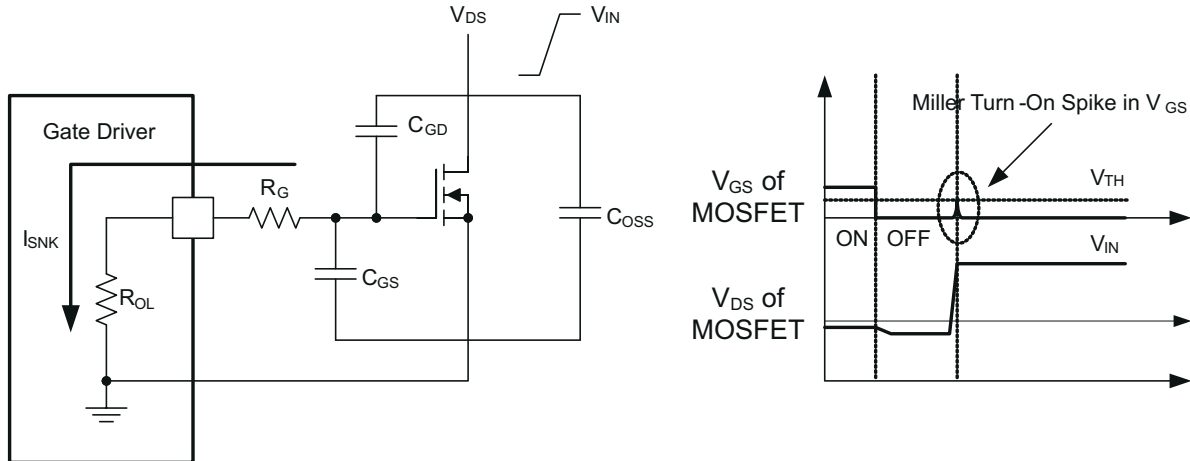 VDS
VIN
Gate Driver
CGD
RG
COSS
ISNK
CGS
ROL
Miller Turn -On Spike in VGS
VGS of
MOSFET
VTH
ON
OFF
VIN
VDS of
MOSFET